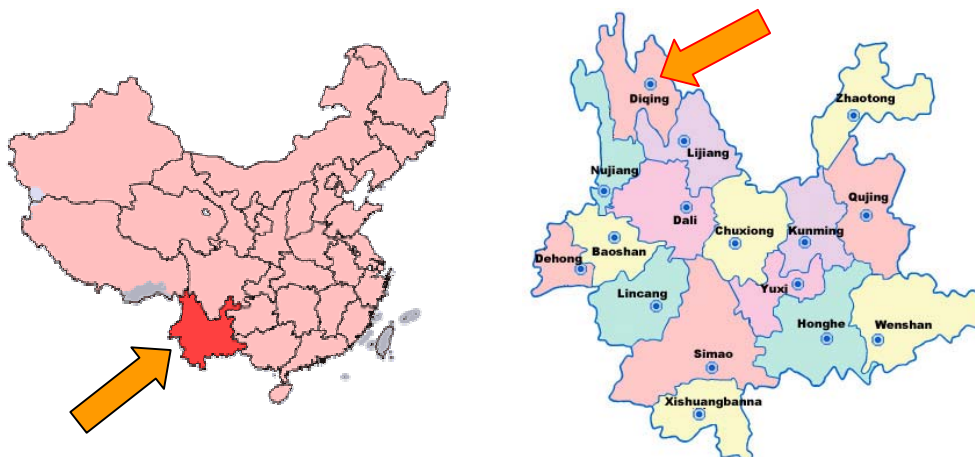 Diqing
Zhaotong
Lijiang
Nujiang
Qujing
Dali
Chuxiong
Kunming
Baoshan
Dehong
Yuxi
Lincang
Honghe
Wenshan
Simao
Xishuangbanna